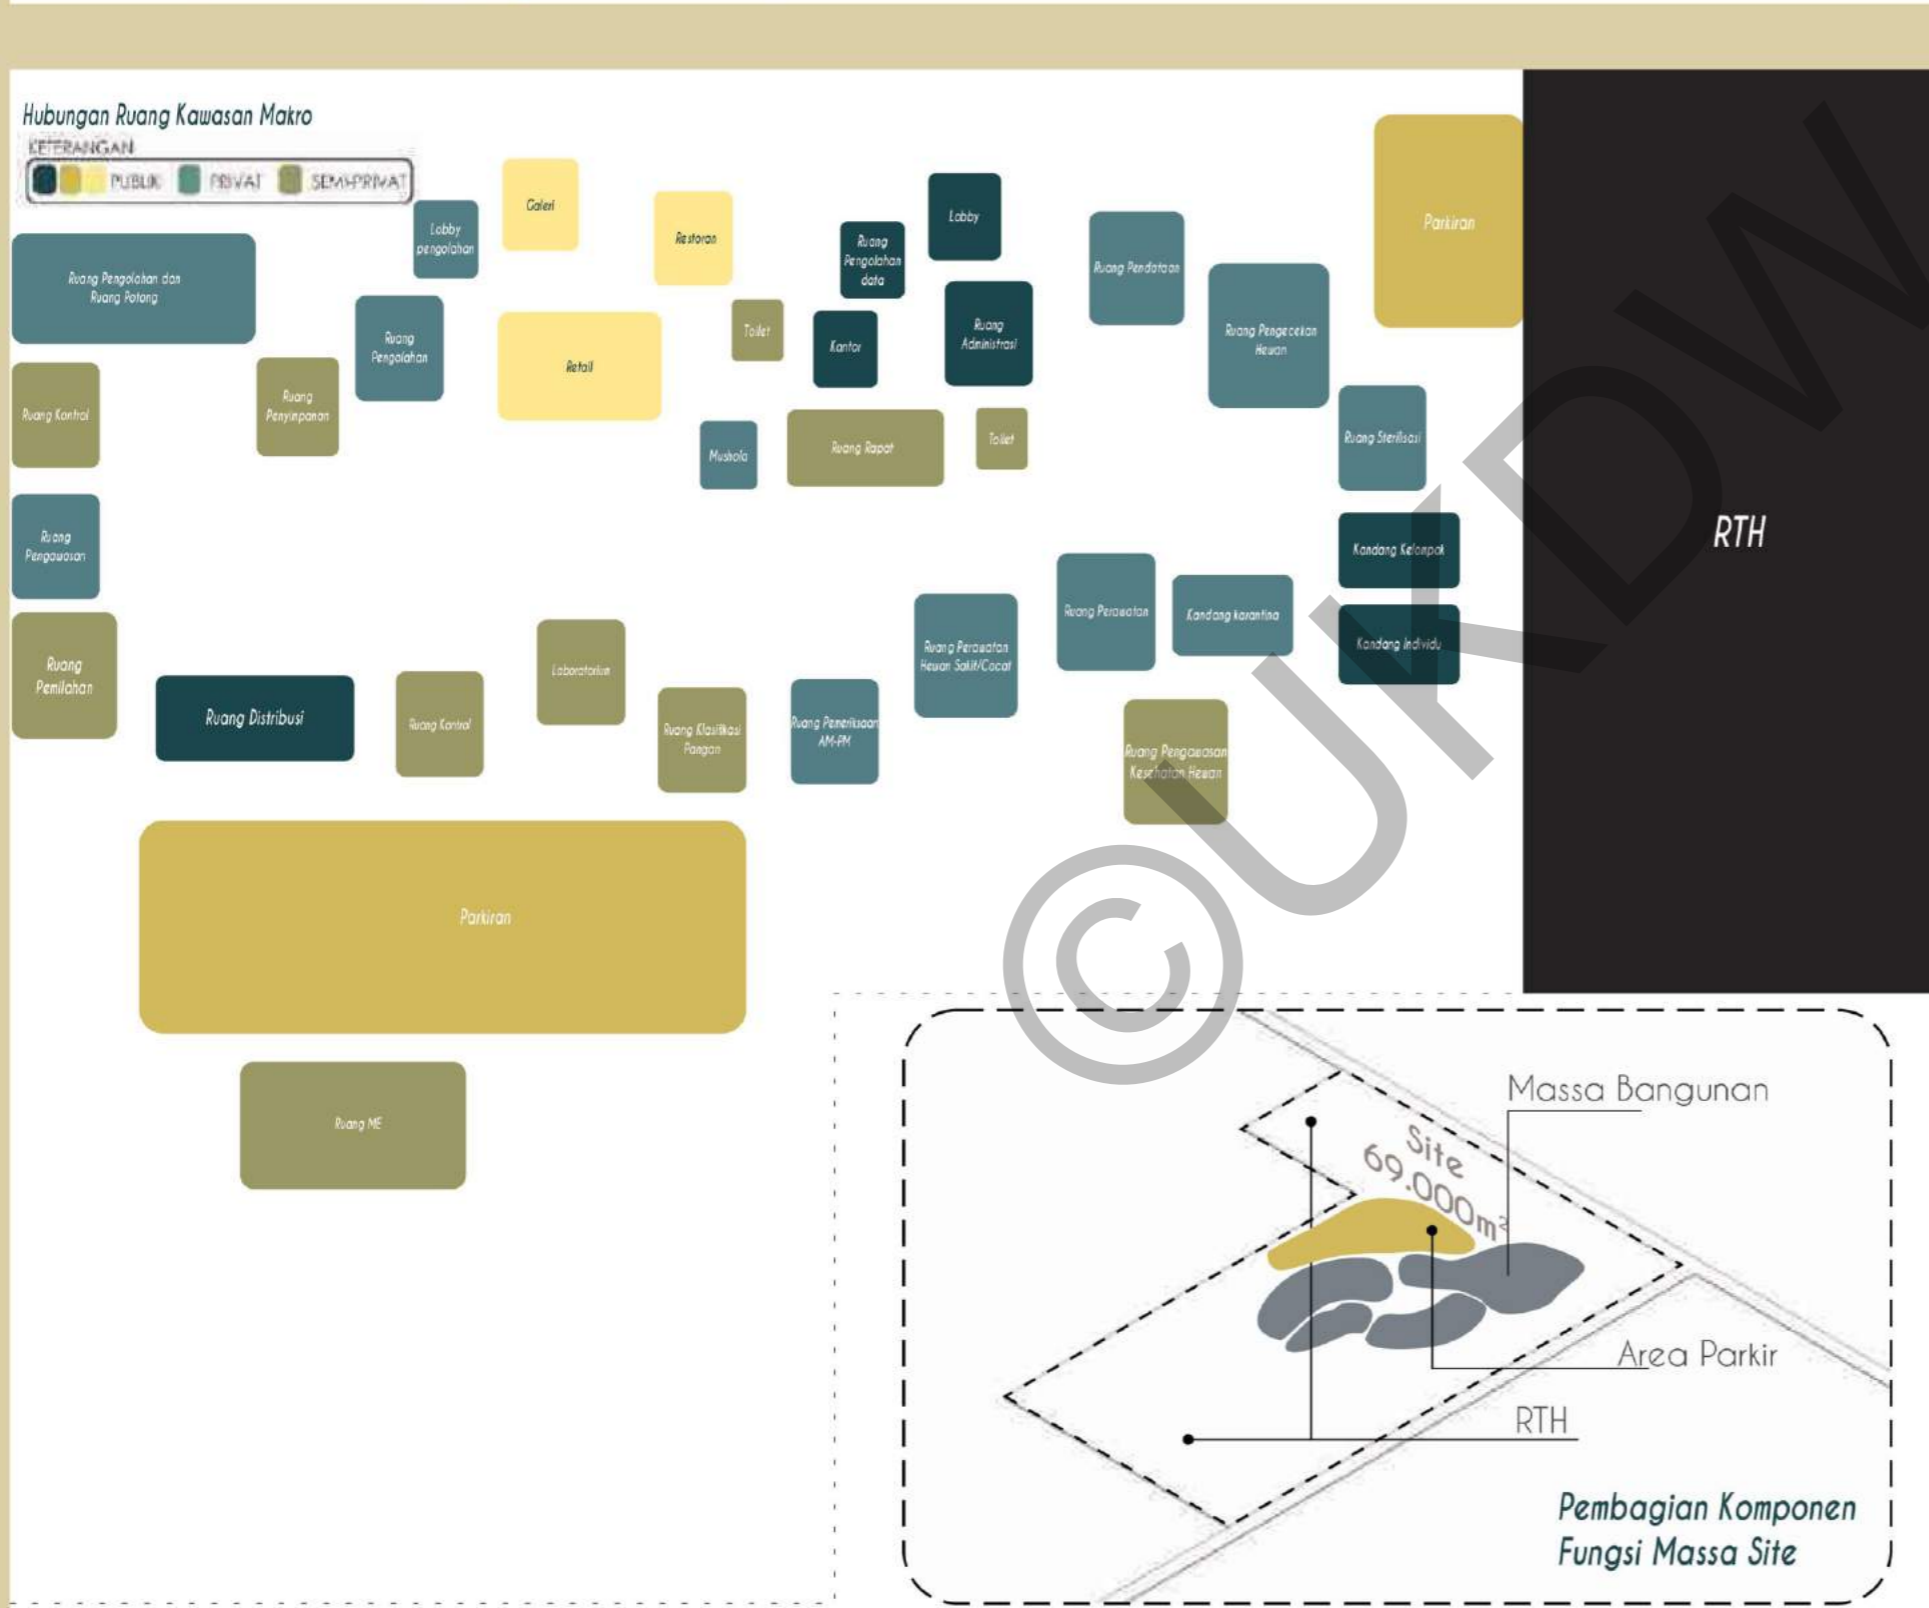 Hubungan Ruang Kawasan Makro
KETERANGAN
PUBLIK PRIVAT SEMI-PRIVAT
Galeri
Lobby
pengolahan
Restoran
Lobby
Ruang
Pengolahan
data
Parkiran
Ruang Pengolahan dan
Ruang Potong
Ruang Pendataan
Ruang
Pengolahan
Toilet
Kantor
Ruang
Administrasi
Ruang Pengecekan
Hewan
Retail
Ruang Kontrol
Ruang
Penyimpanan
Mushola
Ruang Rapat
Toilet
Ruang Sterilisasi
RTH
Ruang
Pengawasan
Kandang Kelompok
Ruang
Pemilahan
Laboratorium
Ruang Perawatan
Hewan Sakit/Cacat
Ruang Perawatan
Kandang karantina
Kandang Individu
Ruang Distribusi
Ruang Kontrol
Ruang Klasifikasi
Pangan
Ruang Pemeriksaan
AM-PM
Ruang Pengawasan
Kesehatan Hewan
Parkiran
Ruang ME
©UKDW
Massa Bangunan
Site
69.000m²
Area Parkir
RTH
Pembagian Komponen
Fungsi Massa Site